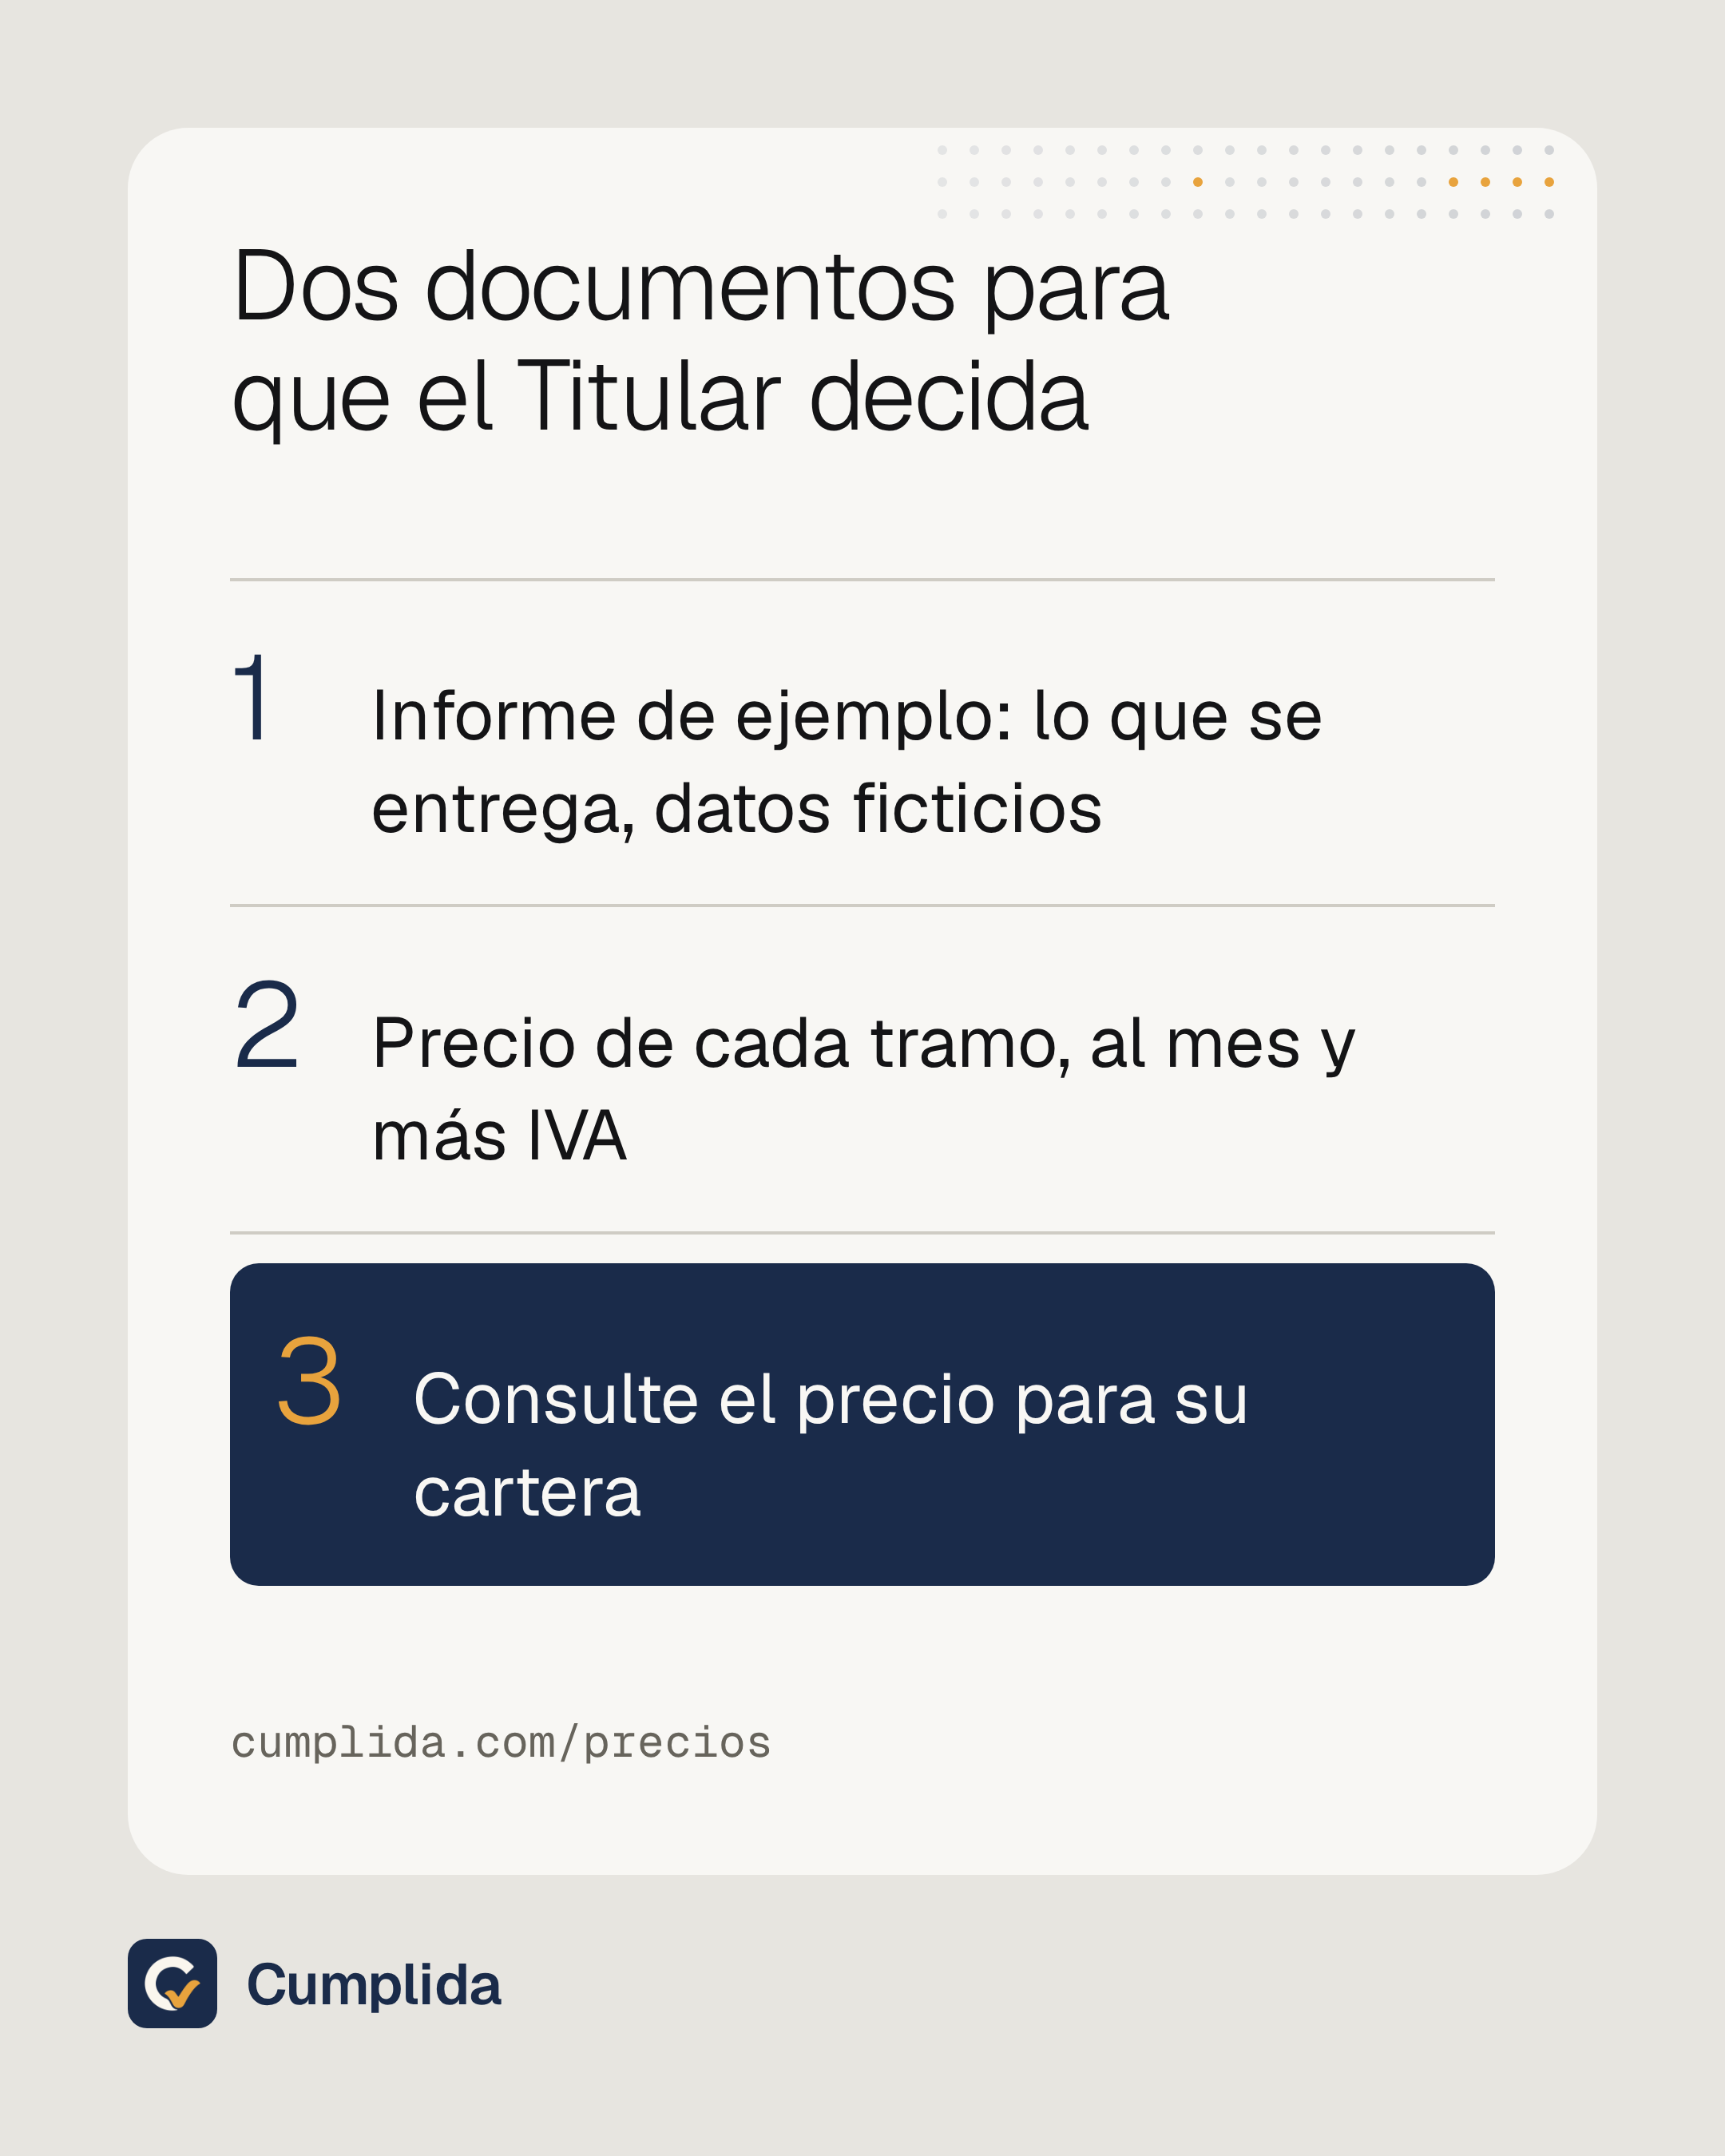 Dos documentos para
que el Titular decida
1
Informe de ejemplo: lo que se
entrega, datos ficticios
2
Precio de cada tramo, al mes y
más IVA
3
Consulte el precio para su
cartera
cumplida.com/precios
Cumplida